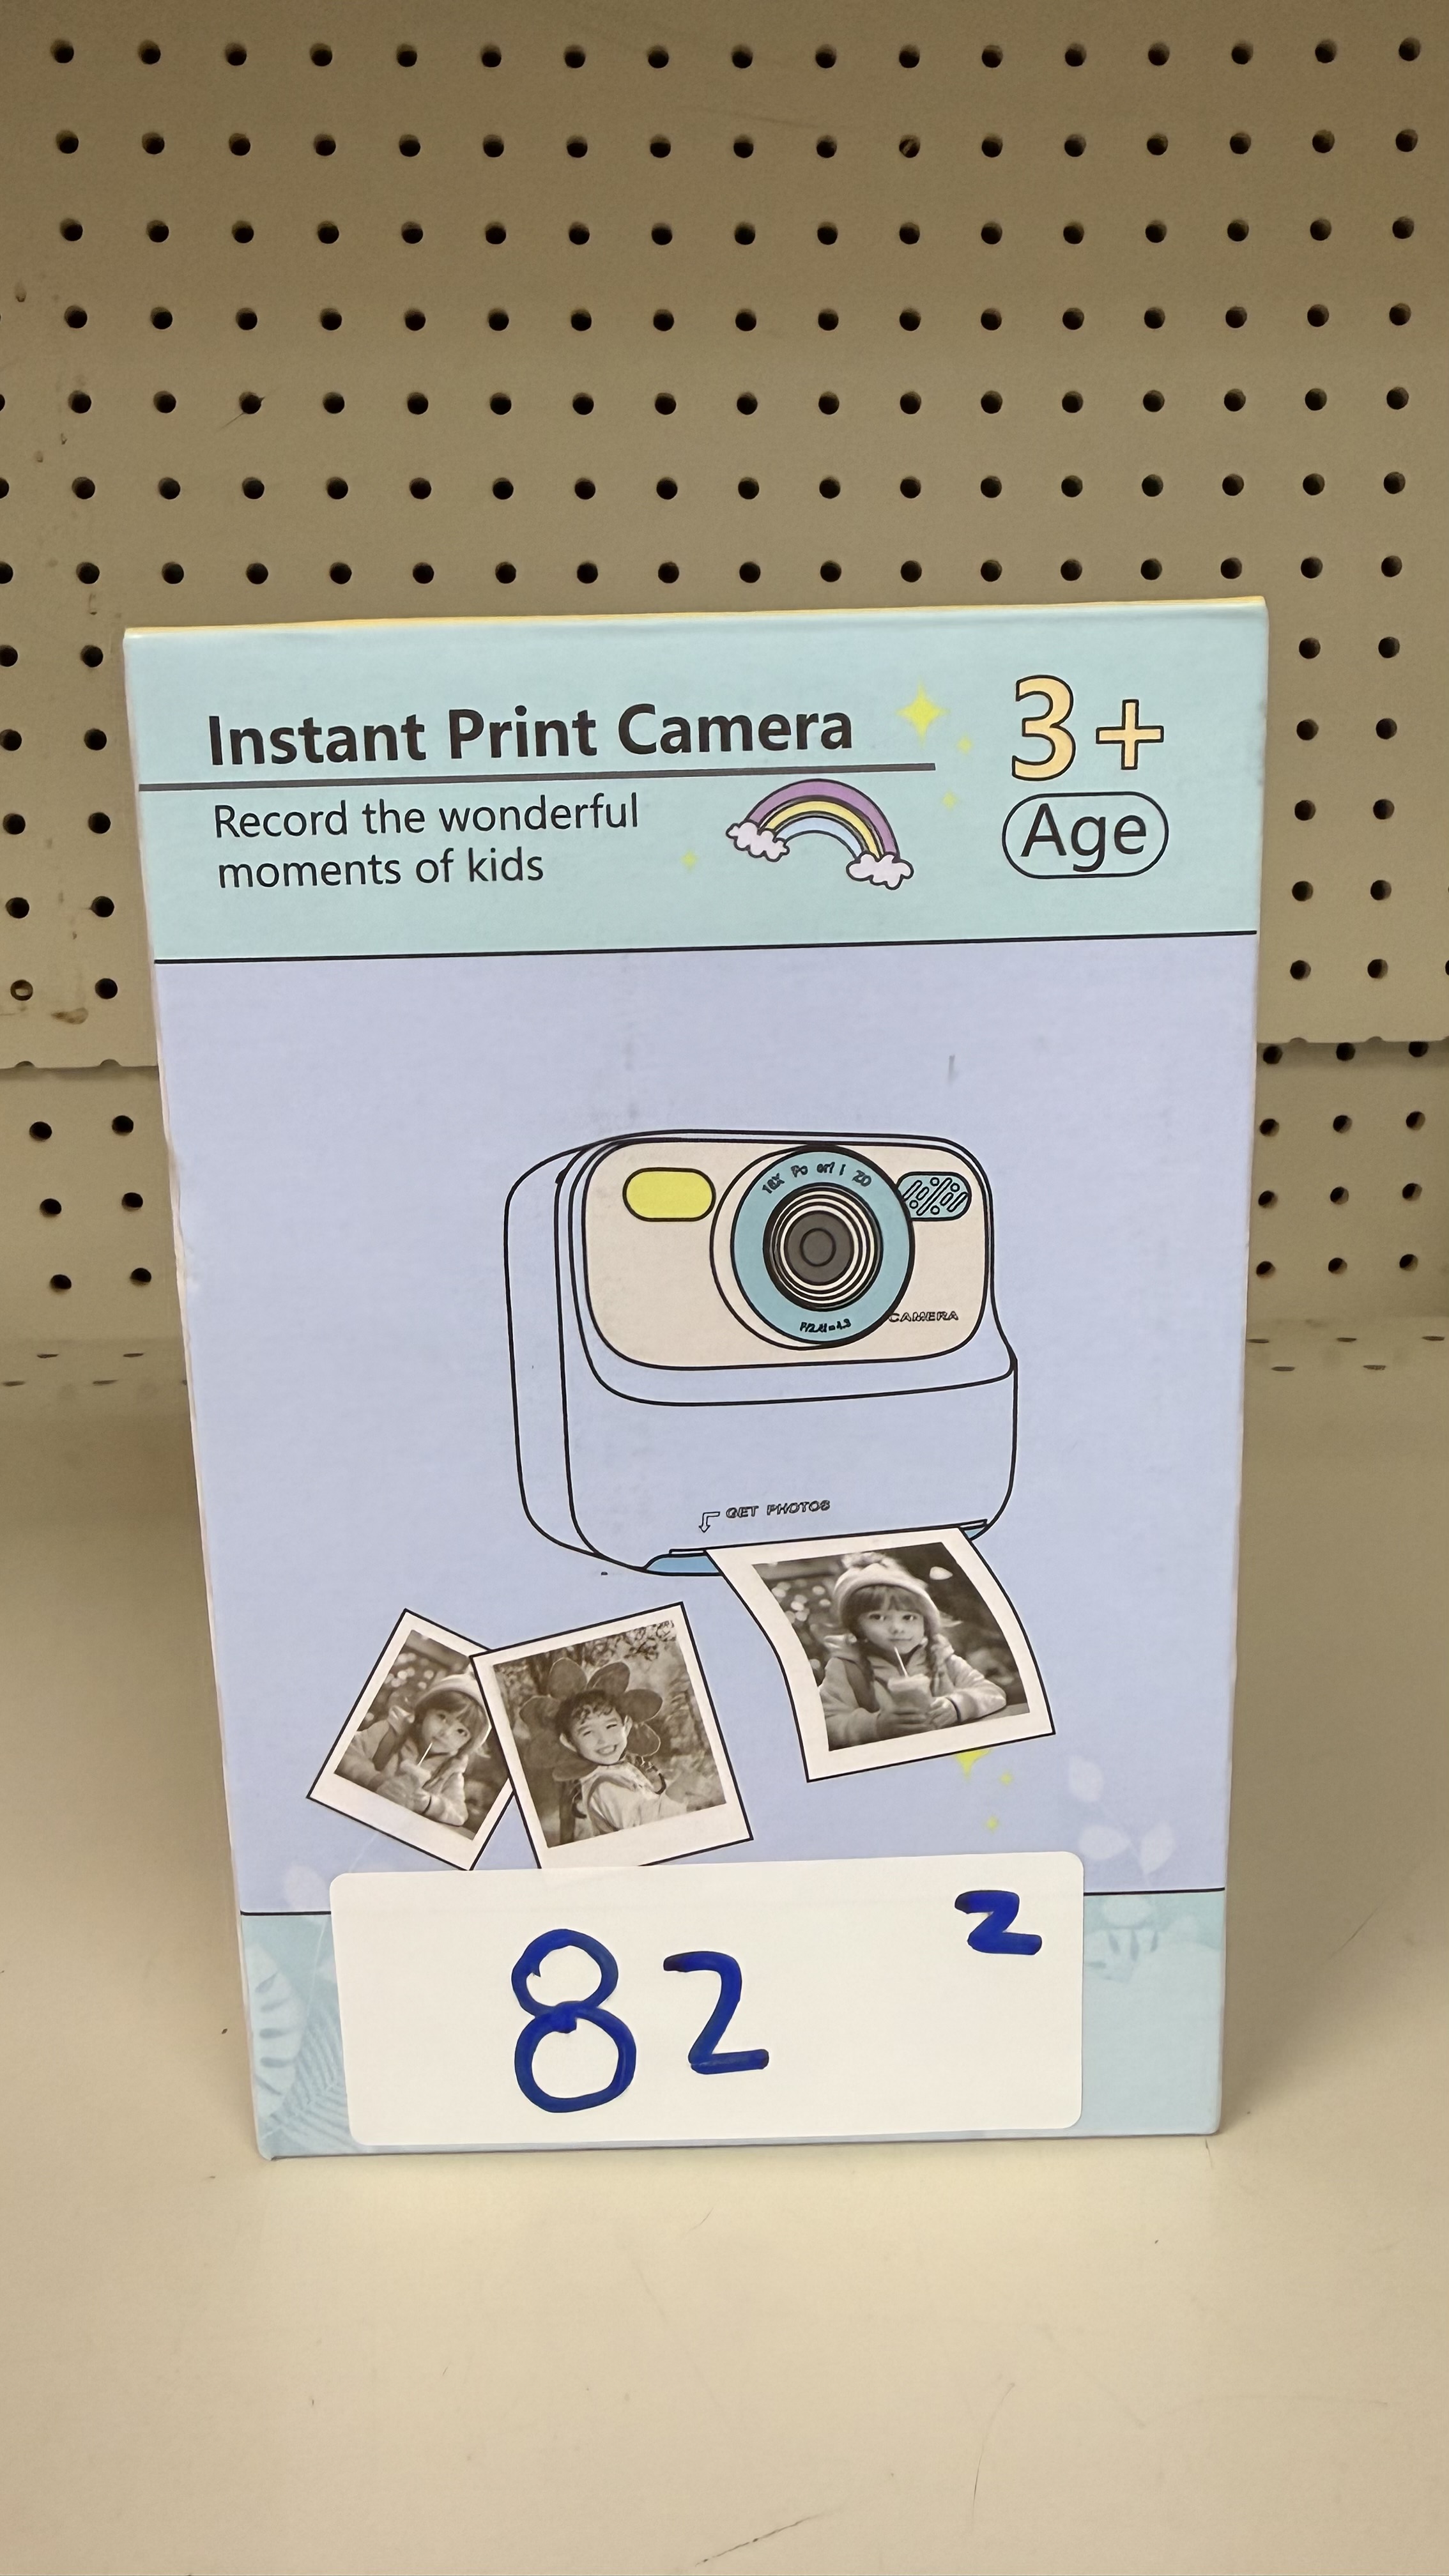 Instant Print Camera
3+
Record the wonderful
moments of kids
Age
CAMERA
GET PHOTOS
2
82